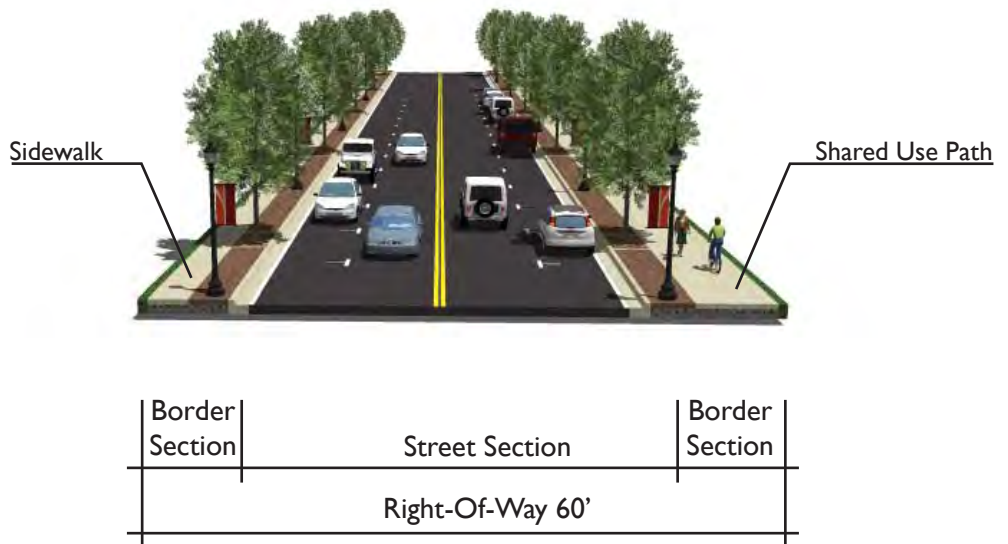 Sidewalk
Shared Use Path
Border
Section
Street Section
Border
Section
Right-Of-Way 60’